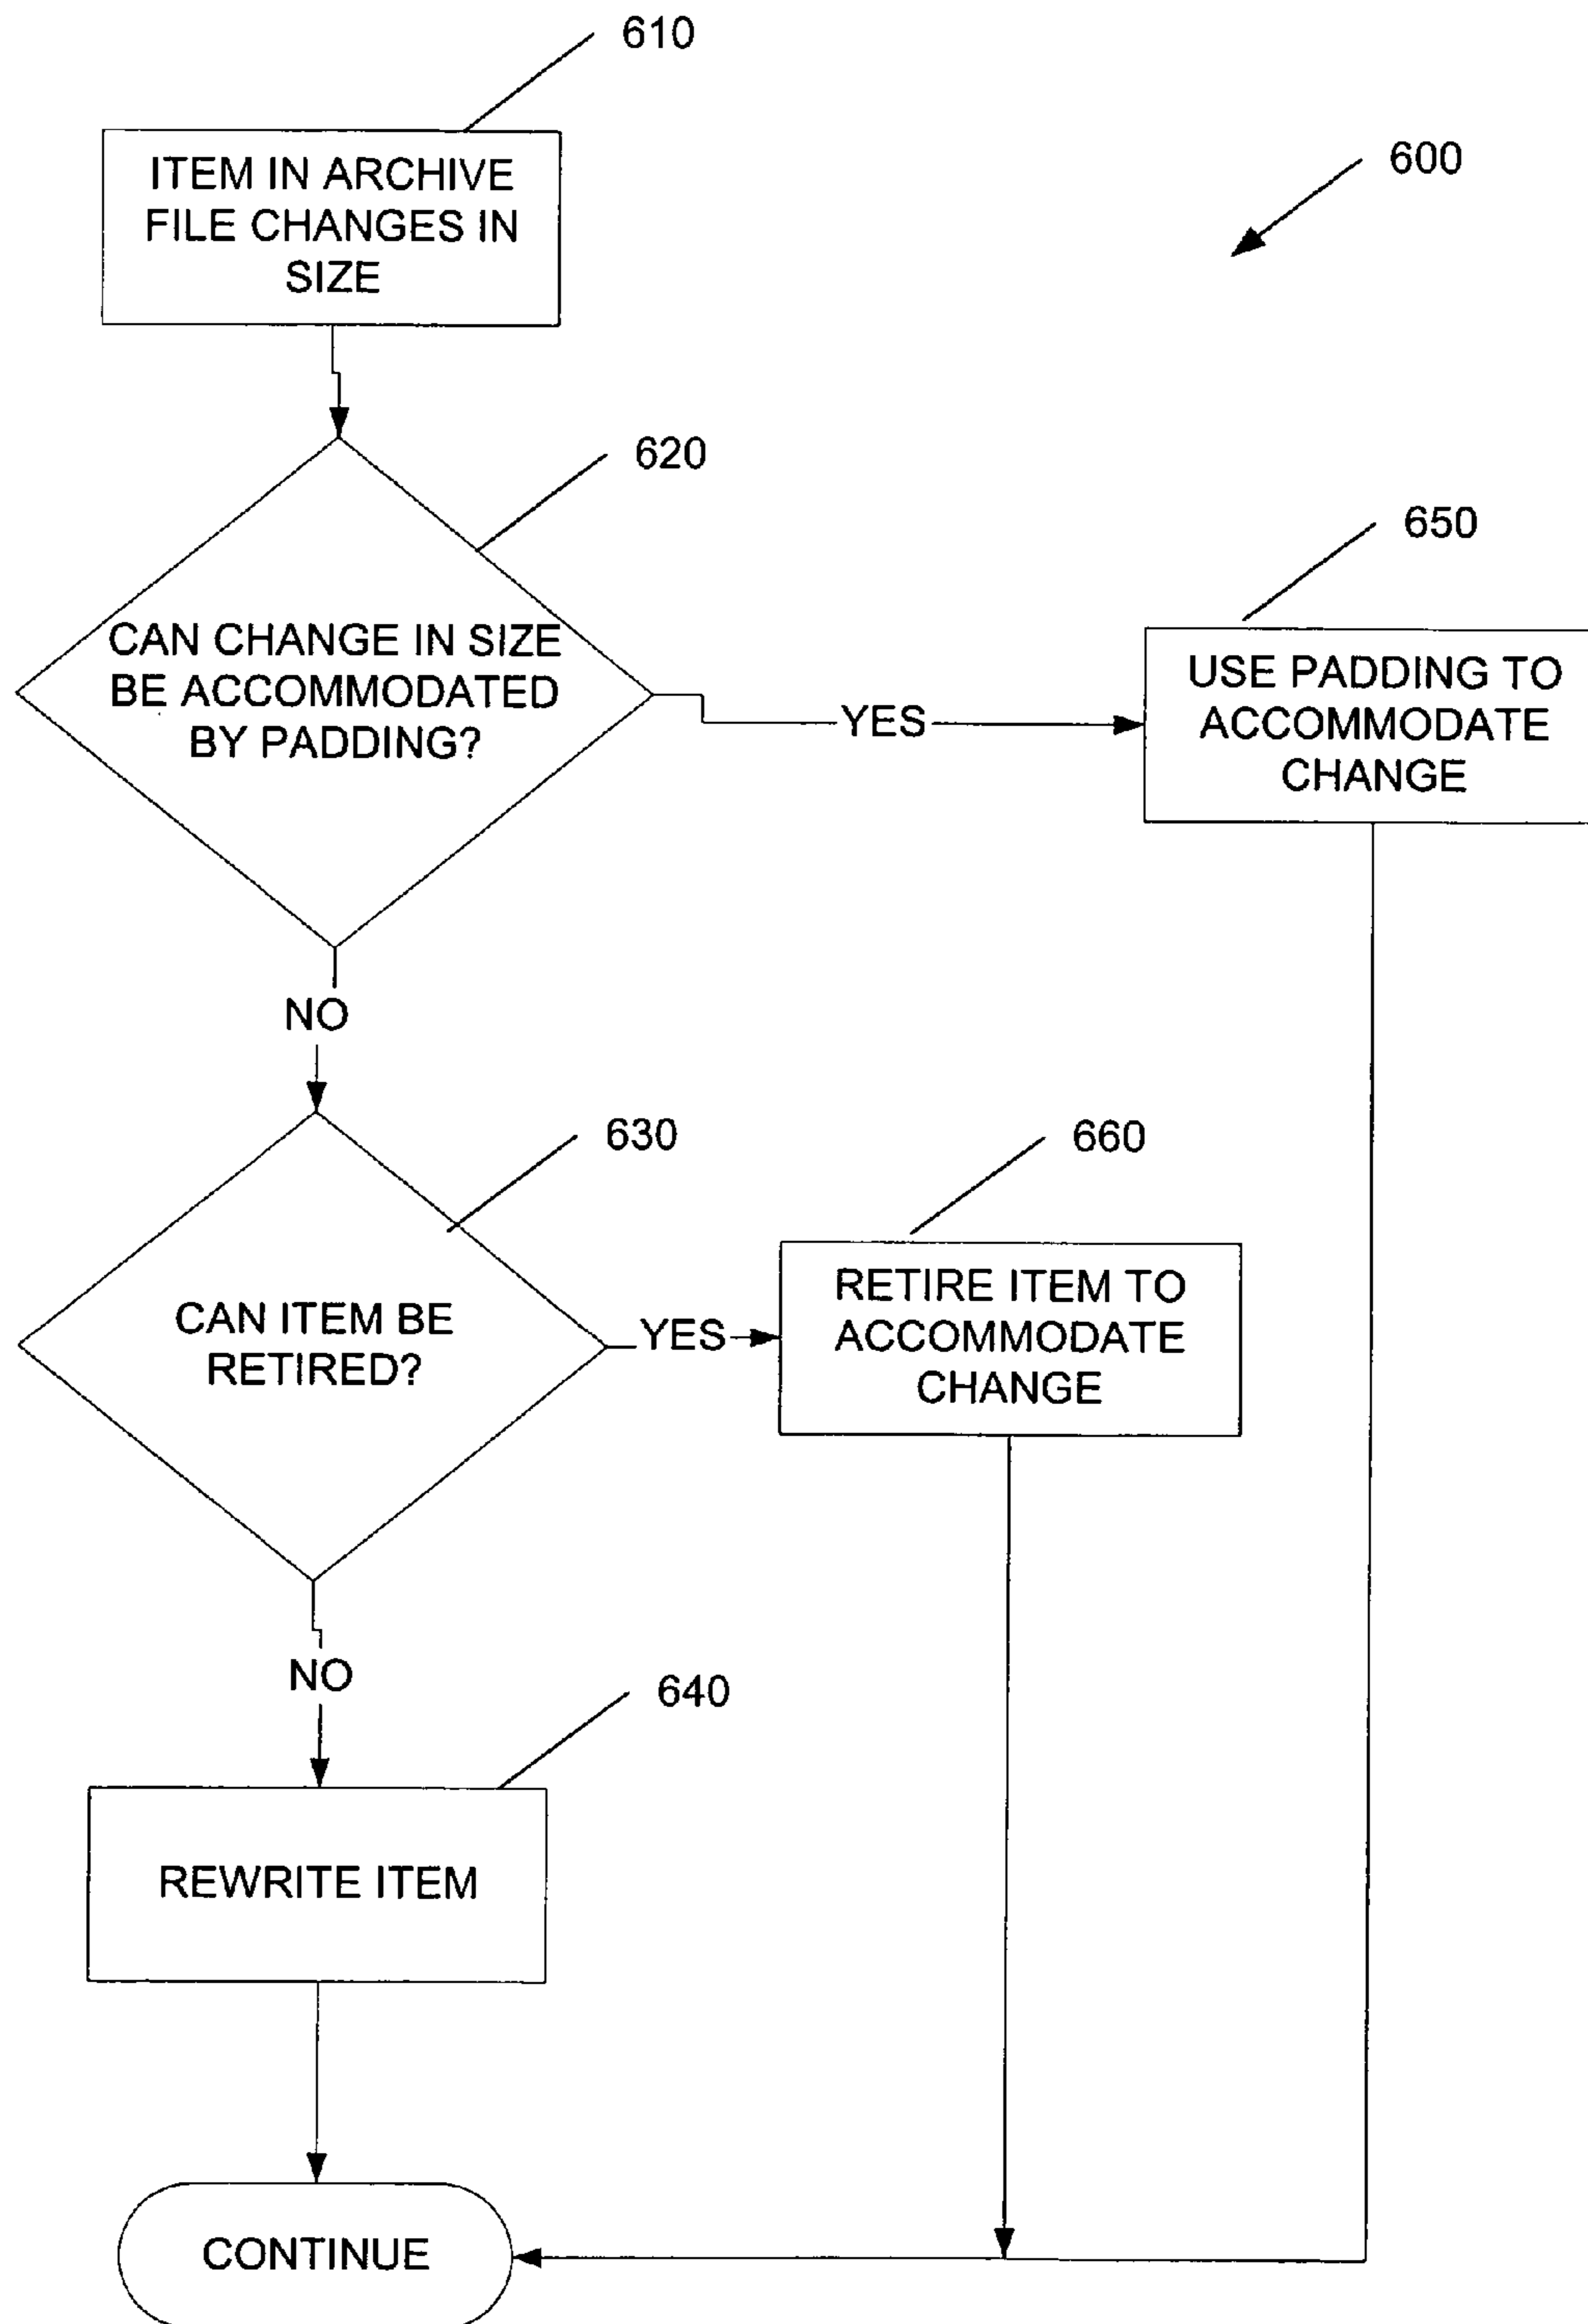 610
ITEM IN ARCHIVE
FILE CHANGES IN
SIZE
600
620
CAN CHANGE IN SIZE
BE ACCOMMODATED
BY PADDING?
YES
650
USE PADDING TO
ACCOMMODATE
CHANGE
NO
630
CAN ITEM BE
RETIRED?
YES
660
RETIRE ITEM TO
ACCOMMODATE
CHANGE
NO
640
REWRITE ITEM
CONTINUE